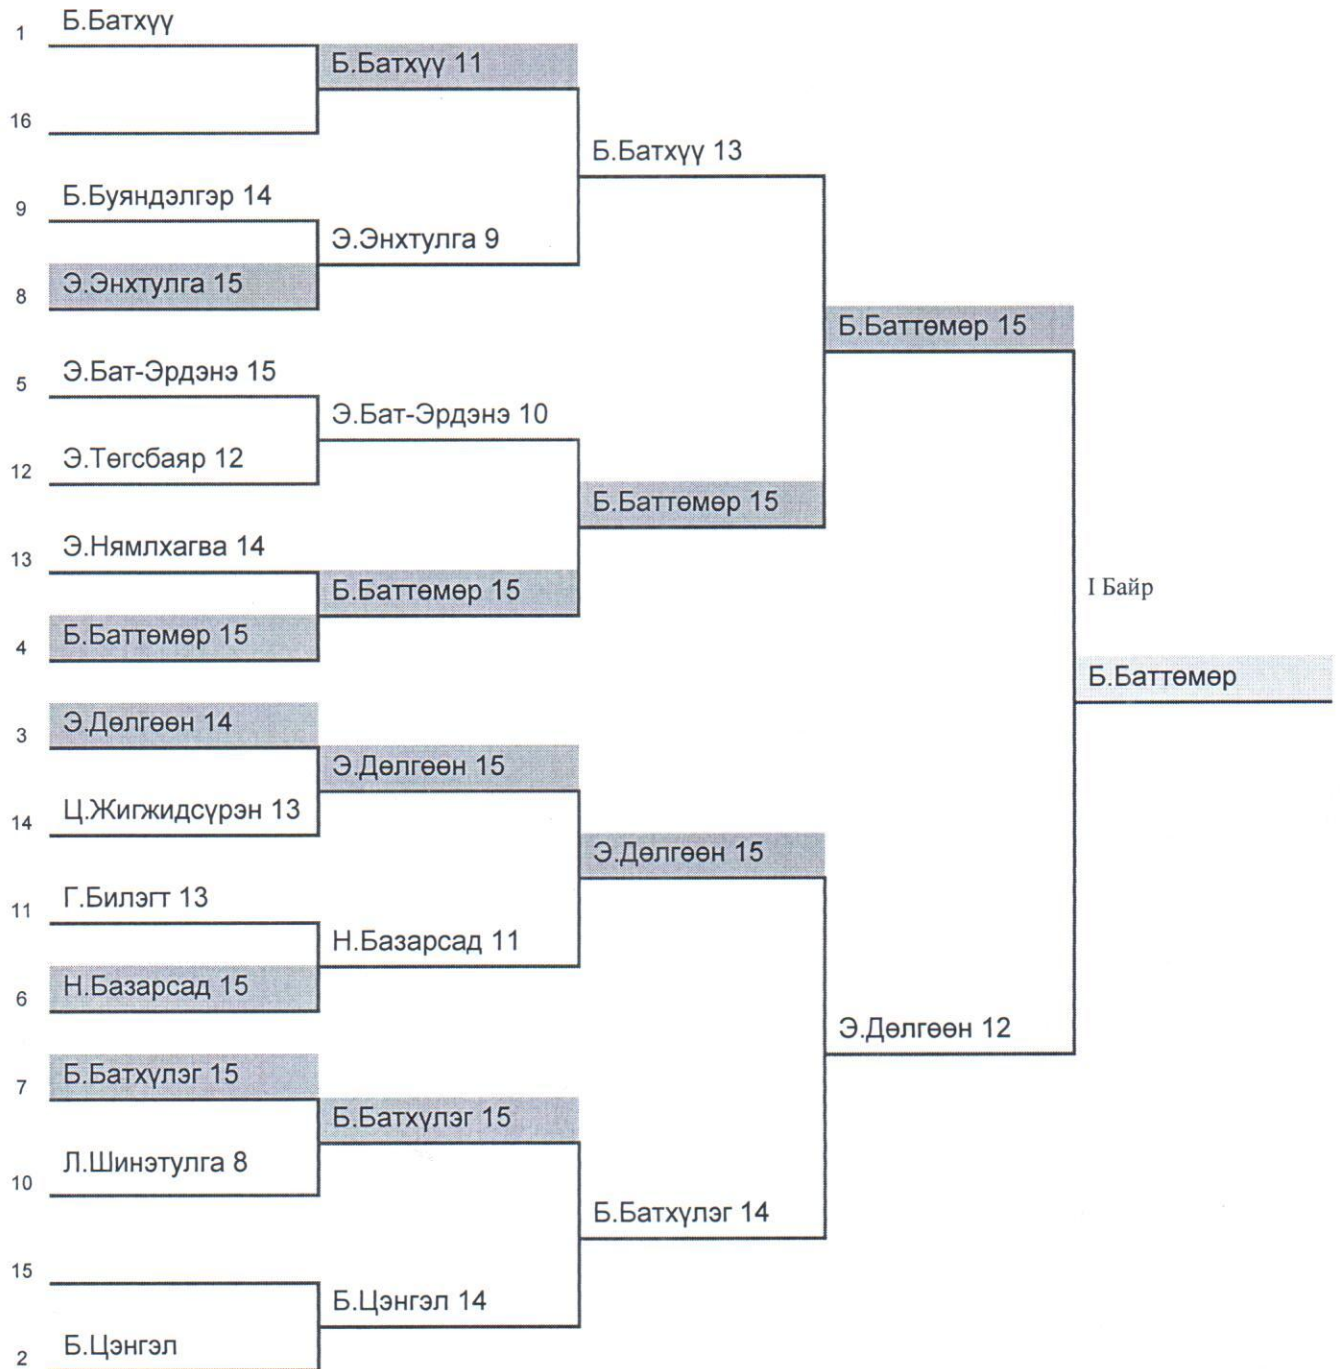 1 Б.Батхүү
Б.Батхүү 11
16
Б.Батхүү 13
9 Б.Буяндэлгэр 14
Э.Энхтулга 9
8 Э.Энхтулга 15
Б.Баттөмөр 15
5 Э.Бат-Эрдэнэ 15
Э.Бат-Эрдэнэ 10
12 Э.Төгсбаяр 12
Б.Баттөмөр 15
13 Э.Нямлхагва 14
Б.Баттөмөр 15
I Байр
4 Б.Баттөмөр 15
Б.Баттөмөр
3 Э.Дөлгөөн 14
Э.Дөлгөөн 15
14 Ц.Жигжидсүрэн 13
Э.Дөлгөөн 15
11 Г.Билэгт 13
Н.Базарсад 11
6 Н.Базарсад 15
Э.Дөлгөөн 12
7 Б.Батхүлэг 15
Б.Батхүлэг 15
10 Л.Шинэтулга 8
Б.Батхүлэг 14
15
Б.Цэнгэл 14
2 Б.Цэнгэл